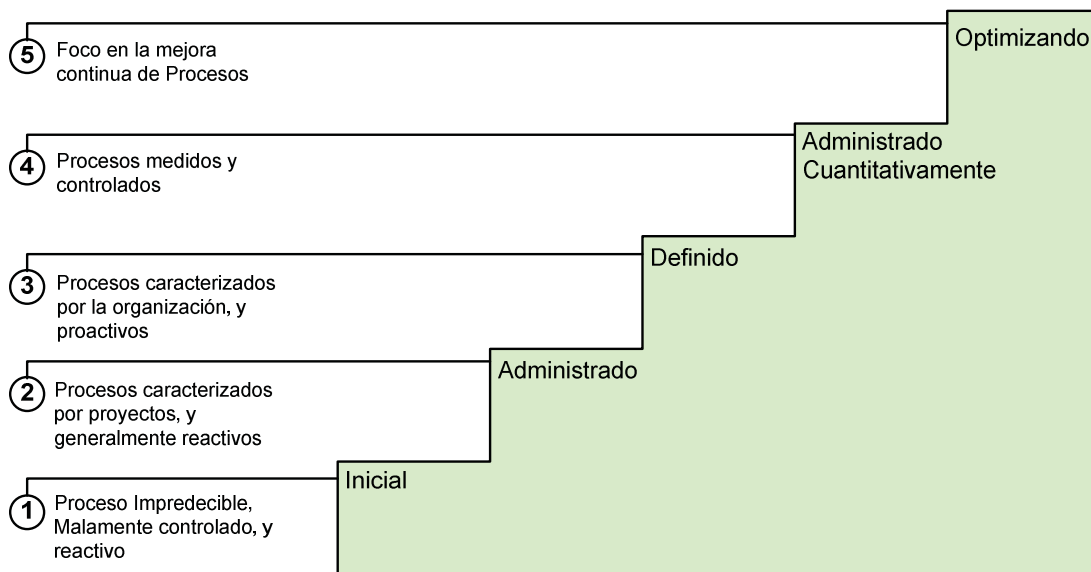 Optimizando
5
Foco en la mejora
continua de Procesos
Administrado
Cuantitativamente
4
Procesos medidos y
controlados
Definido
3
Procesos caracterizados
por la organización, y
proactivos
Administrado
2
Procesos caracterizados
por proyectos, y
generalmente reactivos
Inicial
1
Proceso Impredecible,
Malamente controlado, y
reactivo